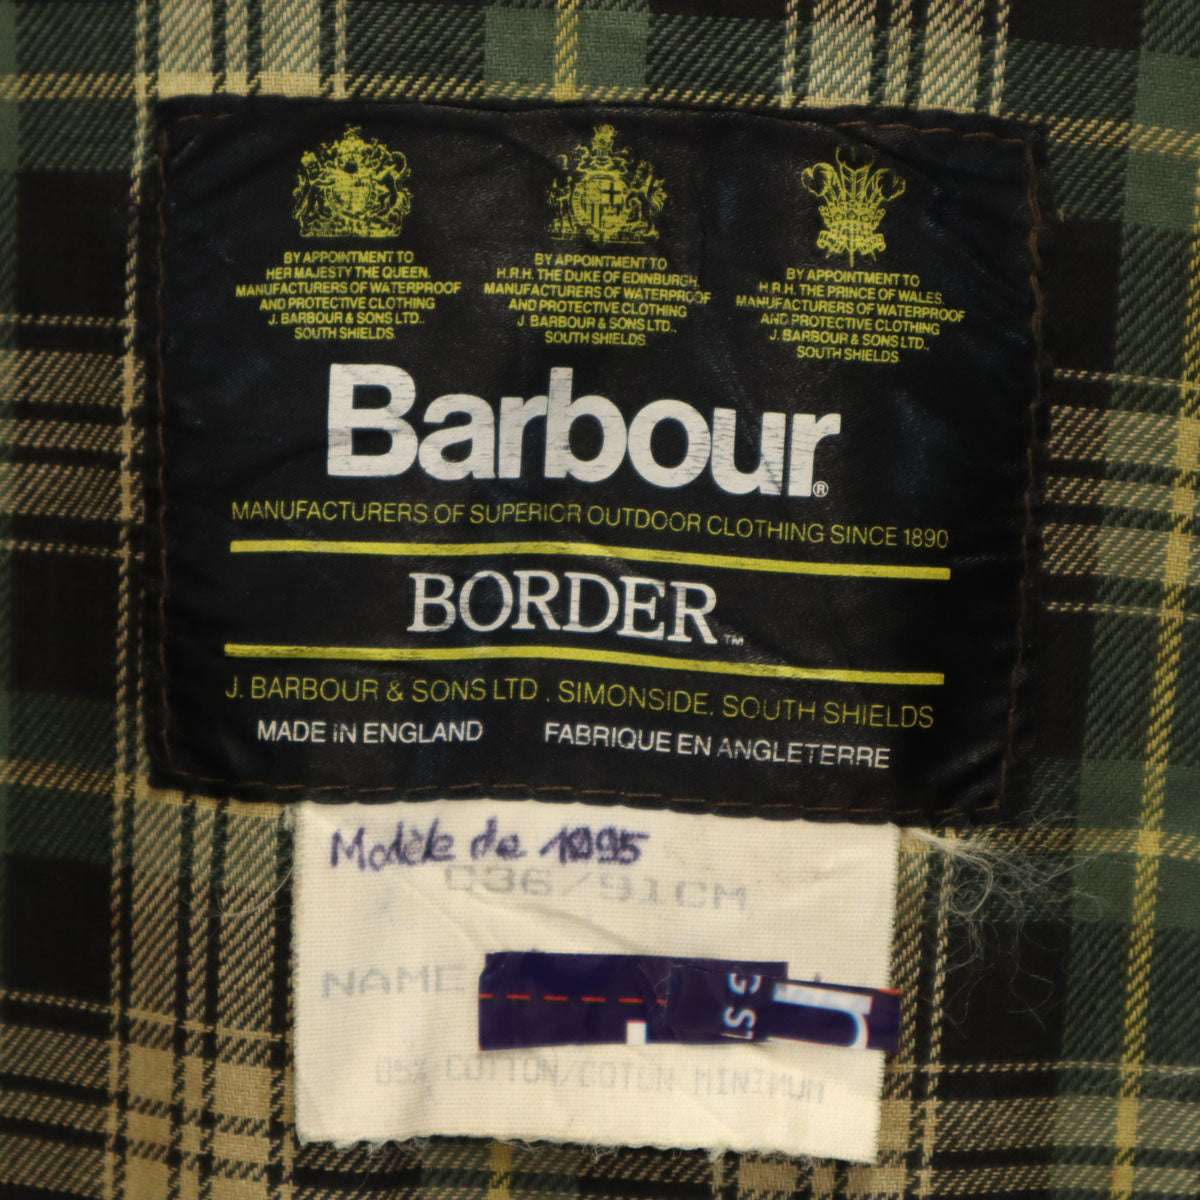 BY APPOINTMENT TO
HER MAJESTY THE QUEEN.
MANUFACTURERS OF WATERPROOF
AND PROTECTIVE CLOTHING
J. BARBOUR & SONS LTD.,
SOUTH SHIELDS.
BY APPOINTMENT TO
H.R.H. THE DUKE OF EDINBURGH.
MANUFACTURERS OF WATERPROOF
AND PROTECTIVE CLOTHING
J. BARBOUR & SONS LTD.,
SOUTH SHIELDS.
BY APPOINTMENT TO
H.R.H. THE PRINCE OF WALES.
MANUFACTURERS OF WATERPROOF
AND PROTECTIVE CLOTHING
J. BARBOUR & SONS LTD.,
SOUTH SHIELDS.
Barbour®
MANUFACTURERS OF SUPERIOR OUTDOOR CLOTHING SINCE 1890
BORDER™
J. BARBOUR & SONS LTD . SIMONSIDE. SOUTH SHIELDS
MADE IN ENGLAND FABRIQUE EN ANGLETERRE
Modèle de 1995
C36/91CM
NAME
COTTON/COTON MINIMUM